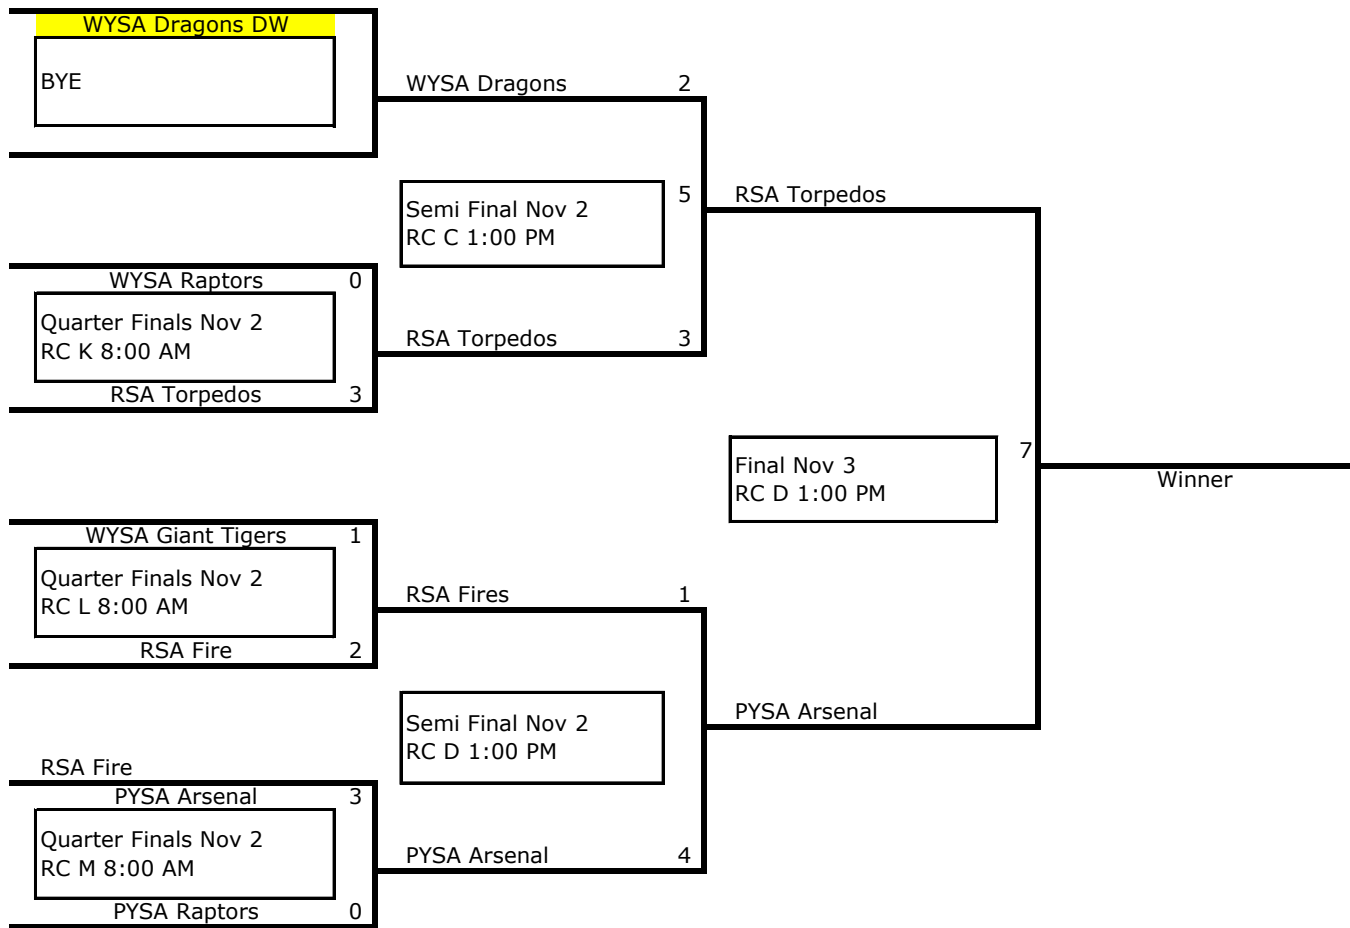 WYSA Dragons DW
BYE
WYSA Dragons 2
Semi Final Nov 2
RC C 1:00 PM
5
RSA Torpedos
WYSA Raptors 0
Quarter Finals Nov 2
RC K 8:00 AM
RSA Torpedos 3
RSA Torpedos 3
Final Nov 3
RC D 1:00 PM
7
Winner
WYSA Giant Tigers 1
Quarter Finals Nov 2
RC L 8:00 AM
RSA Fire 2
RSA Fires 1
Semi Final Nov 2
RC D 1:00 PM
PYSA Arsenal
RSA Fire
PYSA Arsenal 3
Quarter Finals Nov 2
RC M 8:00 AM
PYSA Raptors 0
PYSA Arsenal 4